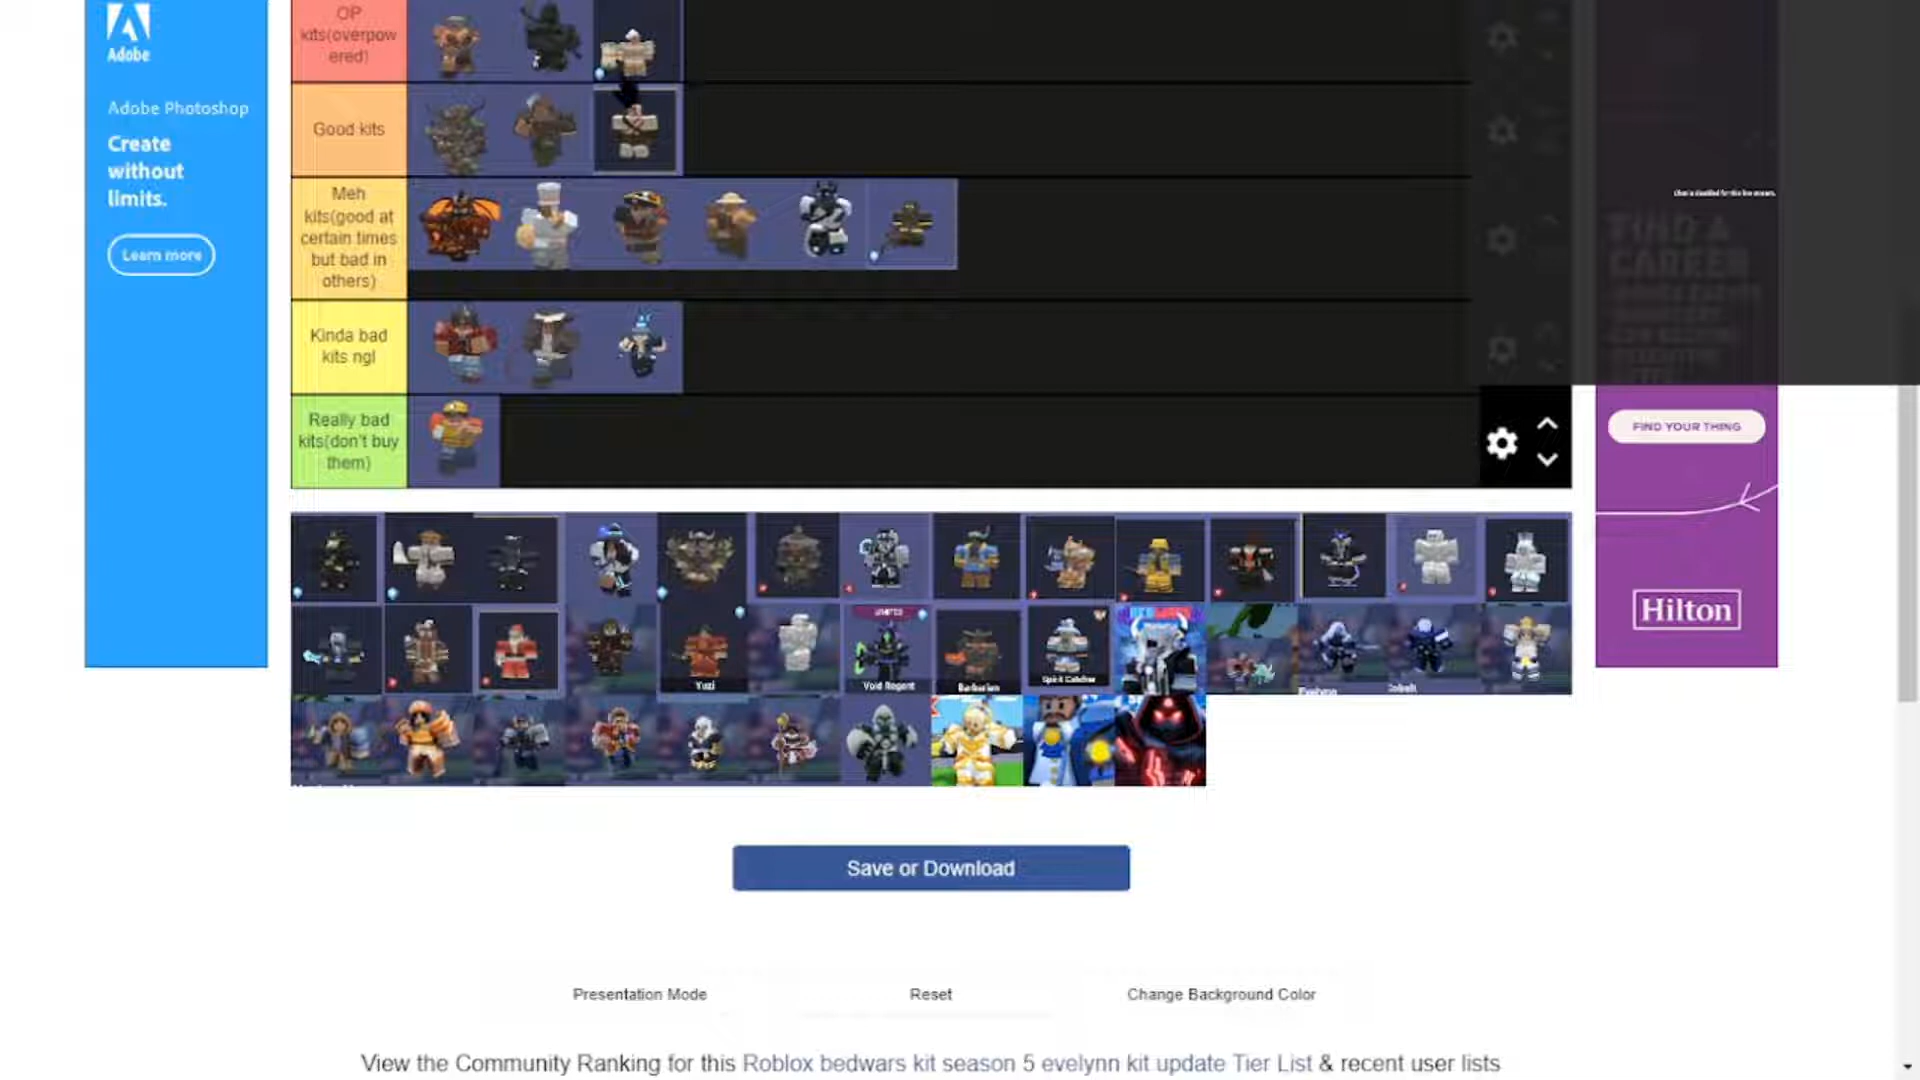 OP
kits(overpow
ered)
Adobe
Adobe Photoshop
Create
without
limits.
Learn more
Good kits
Meh
kits(good at
certain times
but bad in
others)
Kinda bad
kits ngl
Really bad
kits(don't buy
them)
FIND A
CAREER
FIND YOUR THING
Hilton
Yuzi
Void Regent
Barbarian
Spirit Catcher
Save or Download
Presentation Mode
Reset
Change Background Color
View the Community Ranking for this Roblox bedwars kit season 5 evelynn kit update Tier List & recent user lists